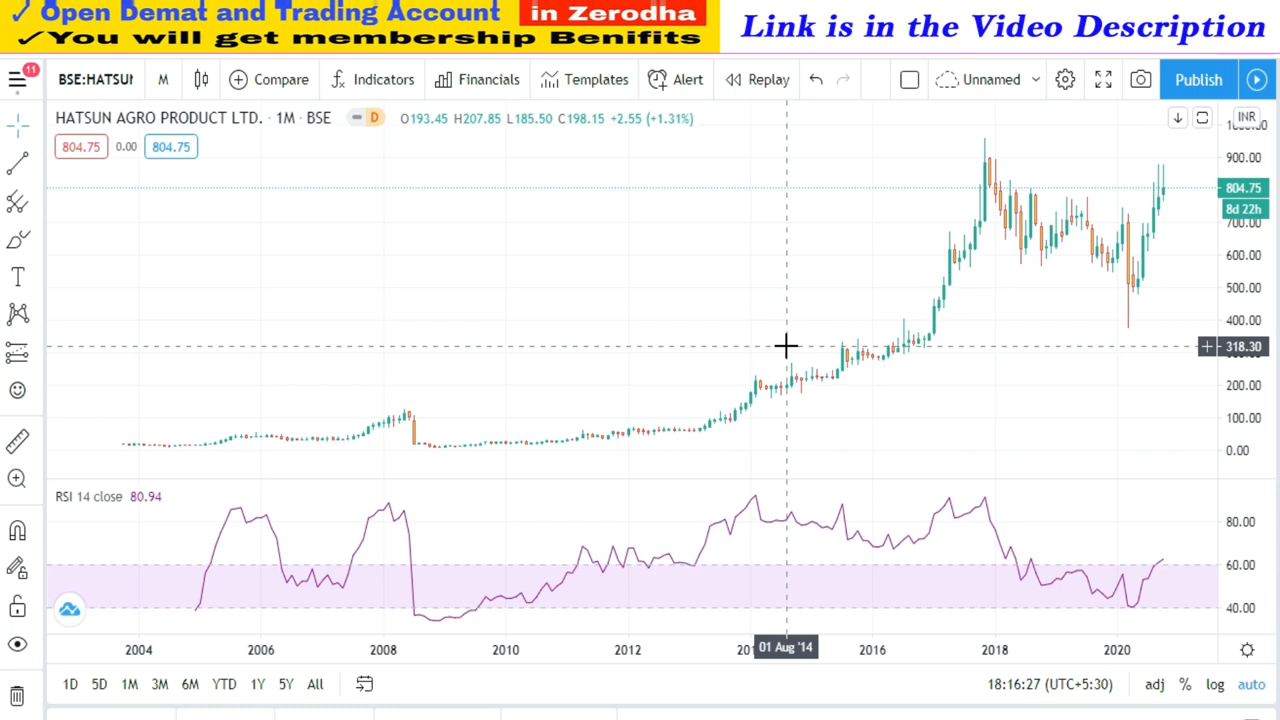 ✓ Open Demat and Trading Account in Zerodha
✓You will get membership Benifits
Link is in the Video Description
11
BSE:HATSUN M Compare Indicators Financials Templates Alert Replay Unnamed Publish
HATSUN AGRO PRODUCT LTD. · 1M · BSE D O193.45 H207.85 L185.50 C198.15 +2.55 (+1.31%)
INR
804.75 0.00 804.75
900.00
804.75
8d 22h
700.00
600.00
500.00
400.00
318.30
200.00
100.00
0.00
RSI 14 close 80.94
80.00
60.00
40.00
2004 2006 2008 2010 2012 01 Aug '14 2016 2018 2020
1D 5D 1M 3M 6M YTD 1Y 5Y All 18:16:27 (UTC+5:30) adj % log auto